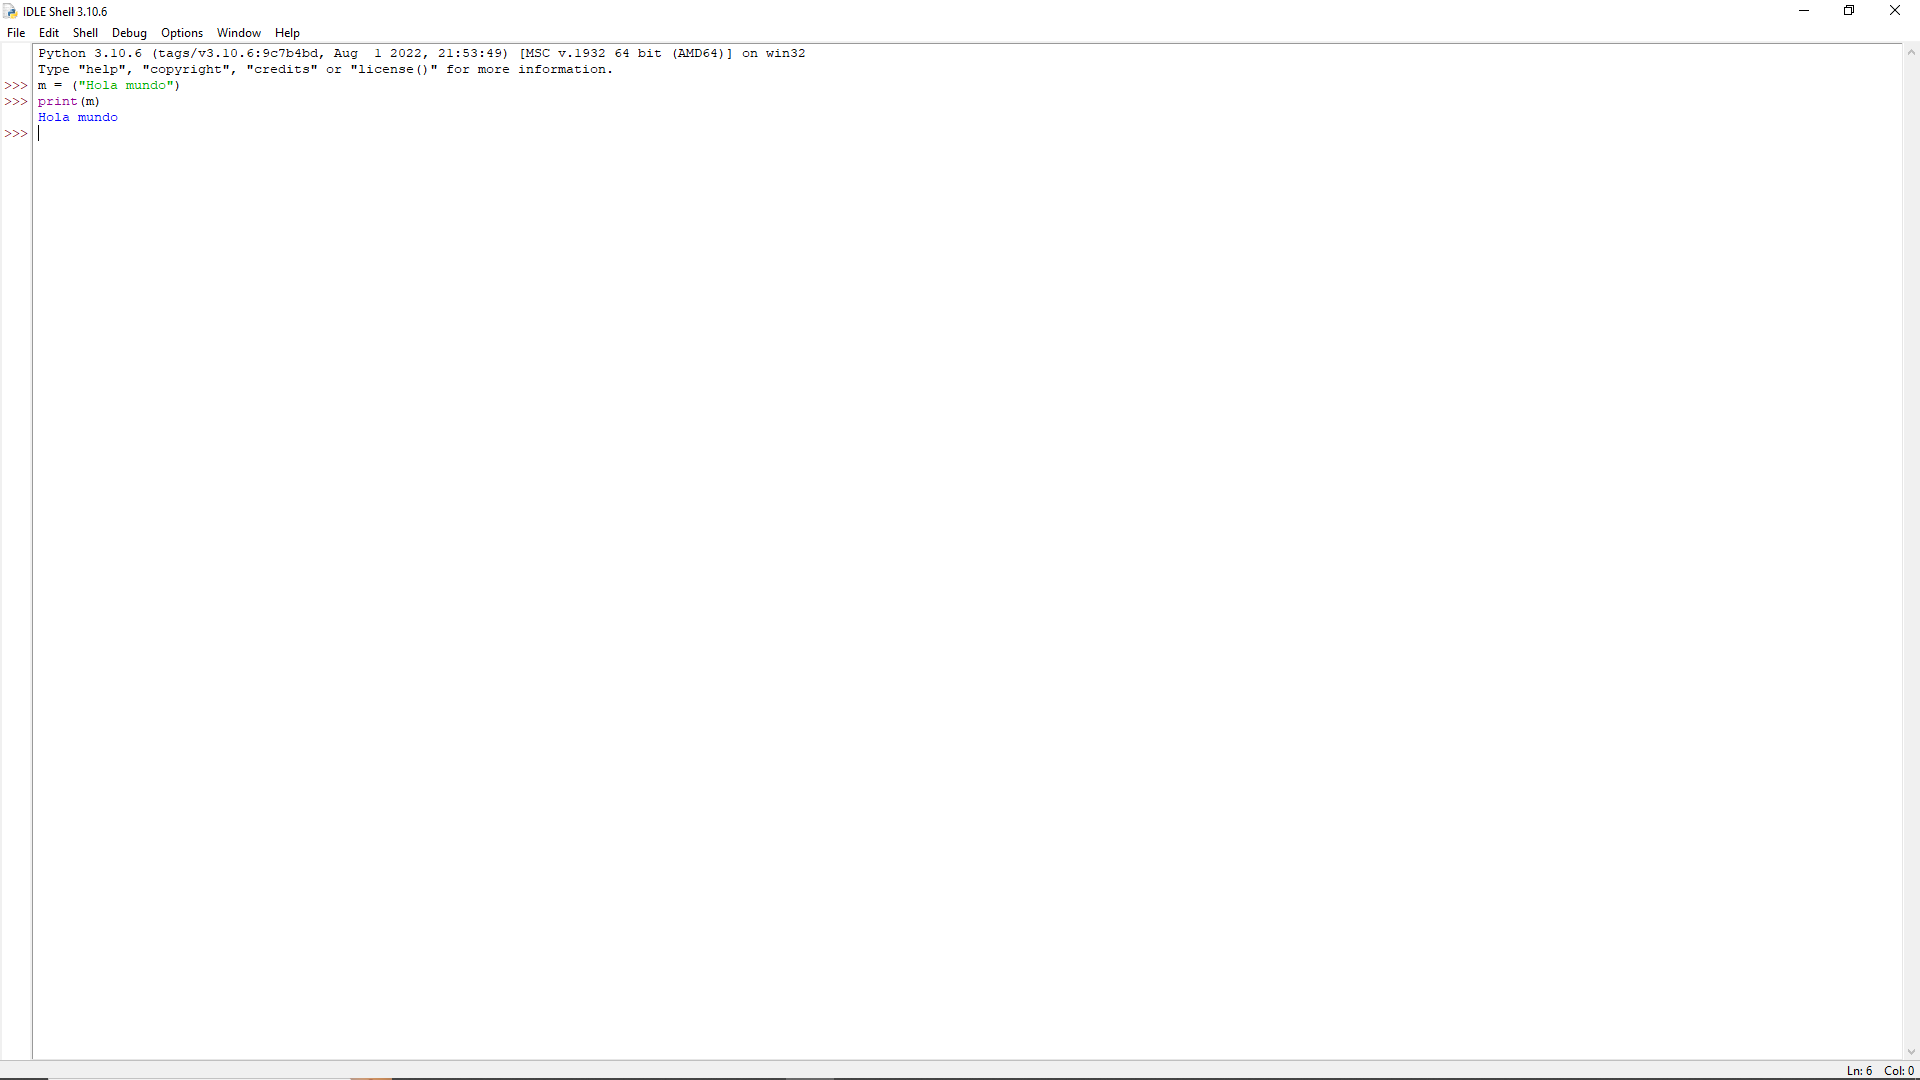 IDLE Shell 3.10.6
File Edit Shell Debug Options Window Help
Python 3.10.6 (tags/v3.10.6:9c7b4bd, Aug  1 2022, 21:53:49) [MSC v.1932 64 bit (AMD64)] on win32
Type "help", "copyright", "credits" or "license()" for more information.
>>> m = ("Hola mundo")
>>> print(m)
Hola mundo
>>>
Ln: 6 Col: 0